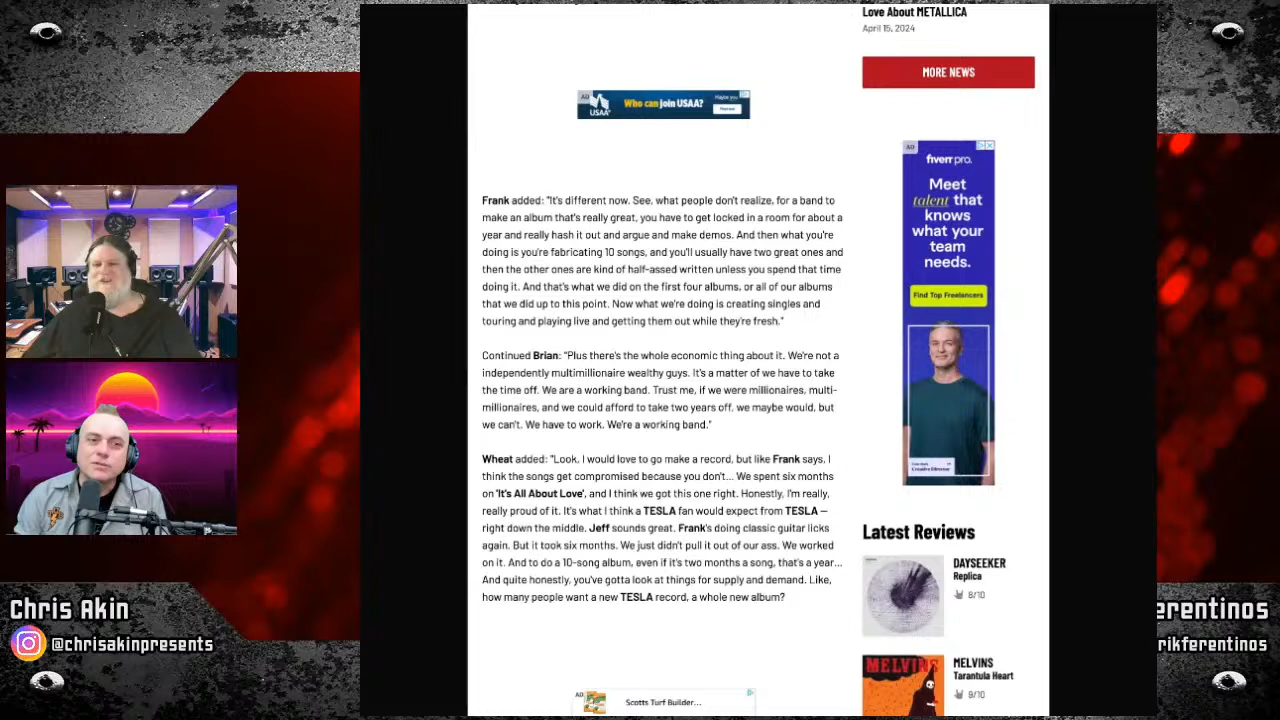 Love About METALLICA
April 15, 2024
MORE NEWS
AD
USAA
Who can join USAA?
AD
fiverr pro.
Meet
talent that
knows
what your
team
needs.
Find Top Freelancers
Creative Director
Frank added: "It's different now. See, what people don't realize, for a band to
make an album that's really great, you have to get locked in a room for about a
year and really hash it out and argue and make demos. And then what you're
doing is you're fabricating 10 songs, and you'll usually have two great ones and
then the other ones are kind of half-assed written unless you spend that time
doing it. And that's what we did on the first four albums, or all of our albums
that we did up to this point. Now what we're doing is creating singles and
touring and playing live and getting them out while they're fresh."
Continued Brian: "Plus there's the whole economic thing about it. We're not a
independently multimillionaire wealthy guys. It's a matter of we have to take
the time off. We are a working band. Trust me, if we were millionaires, multi-
millionaires, and we could afford to take two years off, we maybe would, but
we can't. We have to work. We're a working band."
Wheat added: "Look, I would love to go make a record, but like Frank says, I
think the songs get compromised because you don't... We spent six months
on 'It's All About Love', and I think we got this one right. Honestly, I'm really,
really proud of it. It's what I think a TESLA fan would expect from TESLA —
right down the middle. Jeff sounds great. Frank's doing classic guitar licks
again. But it took six months. We just didn't pull it out of our ass. We worked
on it. And to do a 10-song album, even if it's two months a song, that's a year...
And quite honestly, you've gotta look at things for supply and demand. Like,
how many people want a new TESLA record, a whole new album?
Latest Reviews
DAYSEEKER
Replica
8/10
MELVINS
MELVINS
Tarantula Heart
9/10
AD
Scotts Turf Builder...
Chris Akin
@chrisakinpresents
erentinos
rikferentinos